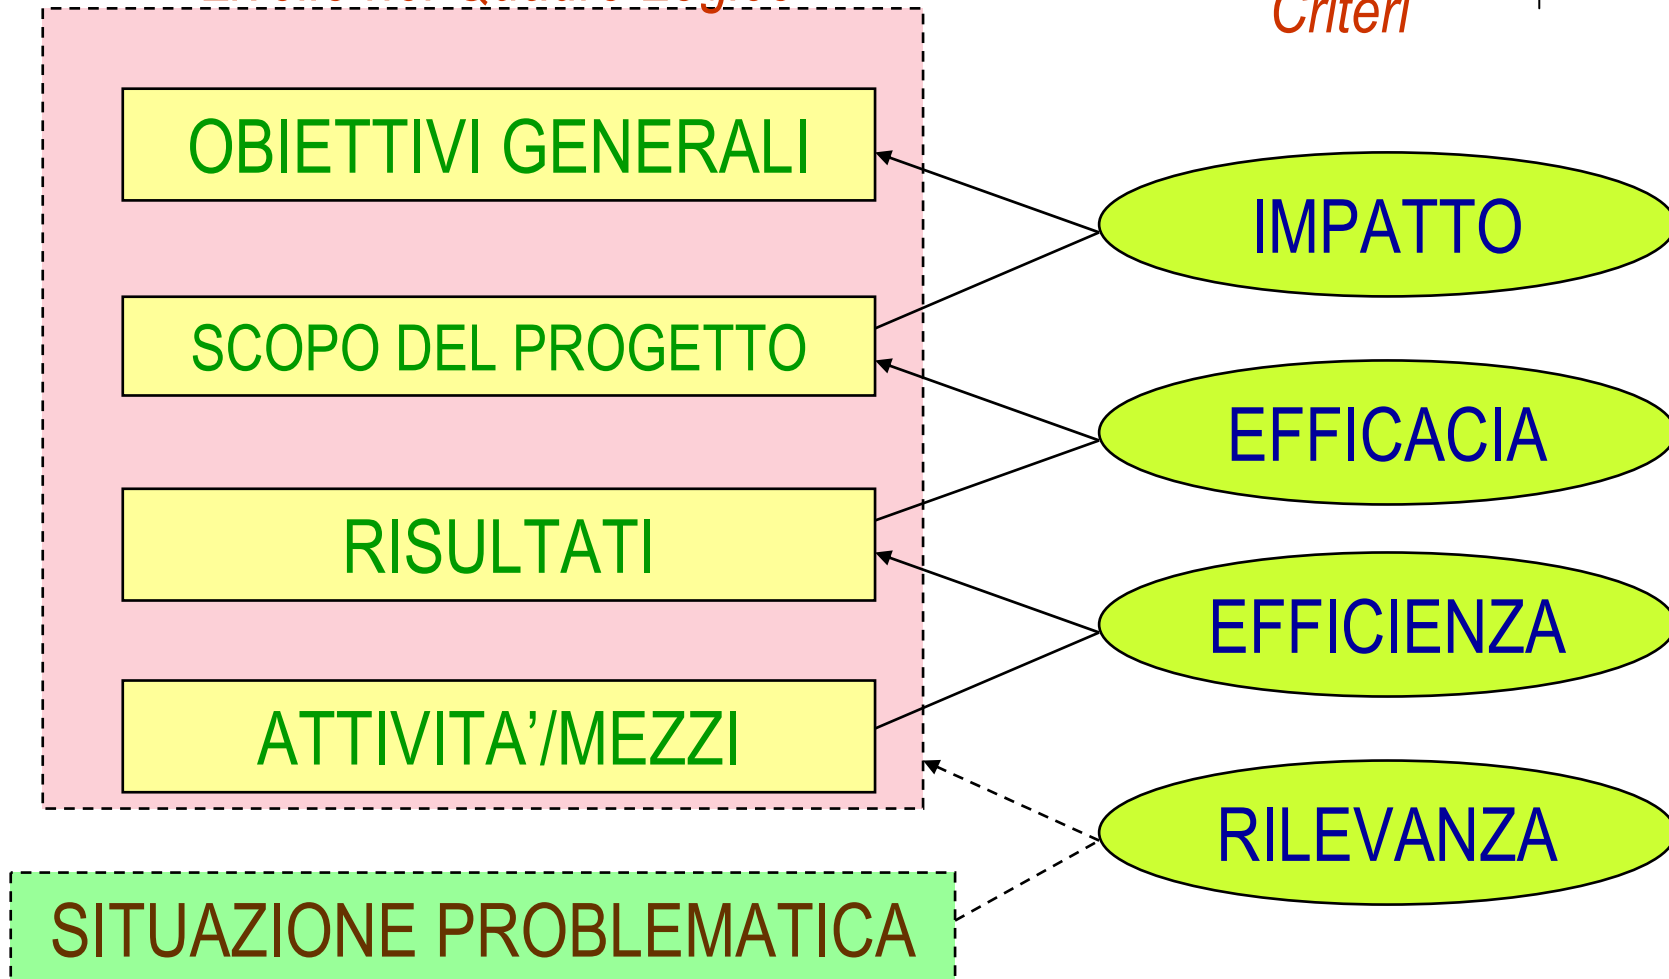 Criteri
OBIETTIVI GENERALI
IMPATTO
SCOPO DEL PROGETTO
EFFICACIA
RISULTATI
EFFICIENZA
ATTIVITA’/MEZZI
RILEVANZA
SITUAZIONE PROBLEMATICA